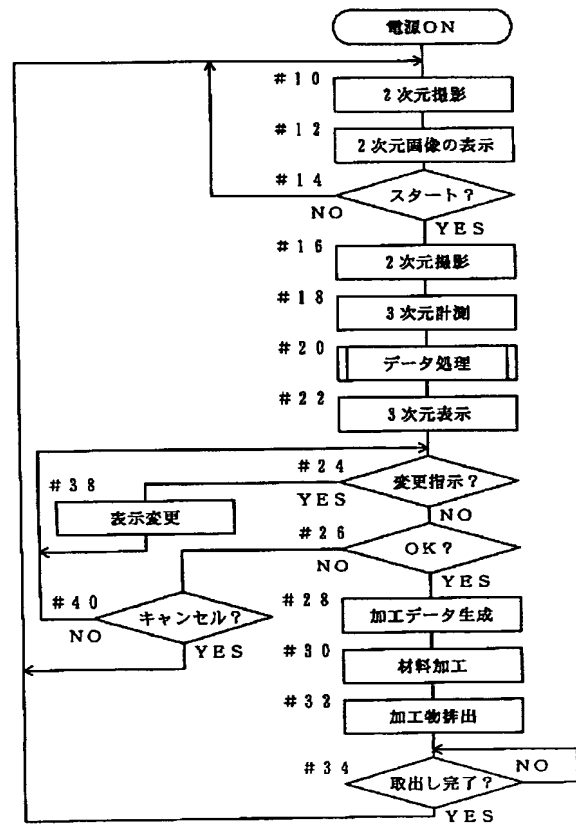 電源ON
#10
2次元撮影
#12
2次元画像の表示
#14
スタート?
NO
YES
#16
2次元撮影
#18
3次元計測
#20
データ処理
#22
3次元表示
#24
変更指示?
YES
NO
#38
表示変更
#26
OK?
NO
YES
#40
キャンセル?
NO
YES
#28
加工データ生成
#30
材料加工
#32
加工物排出
#34
取出し完了?
NO
YES